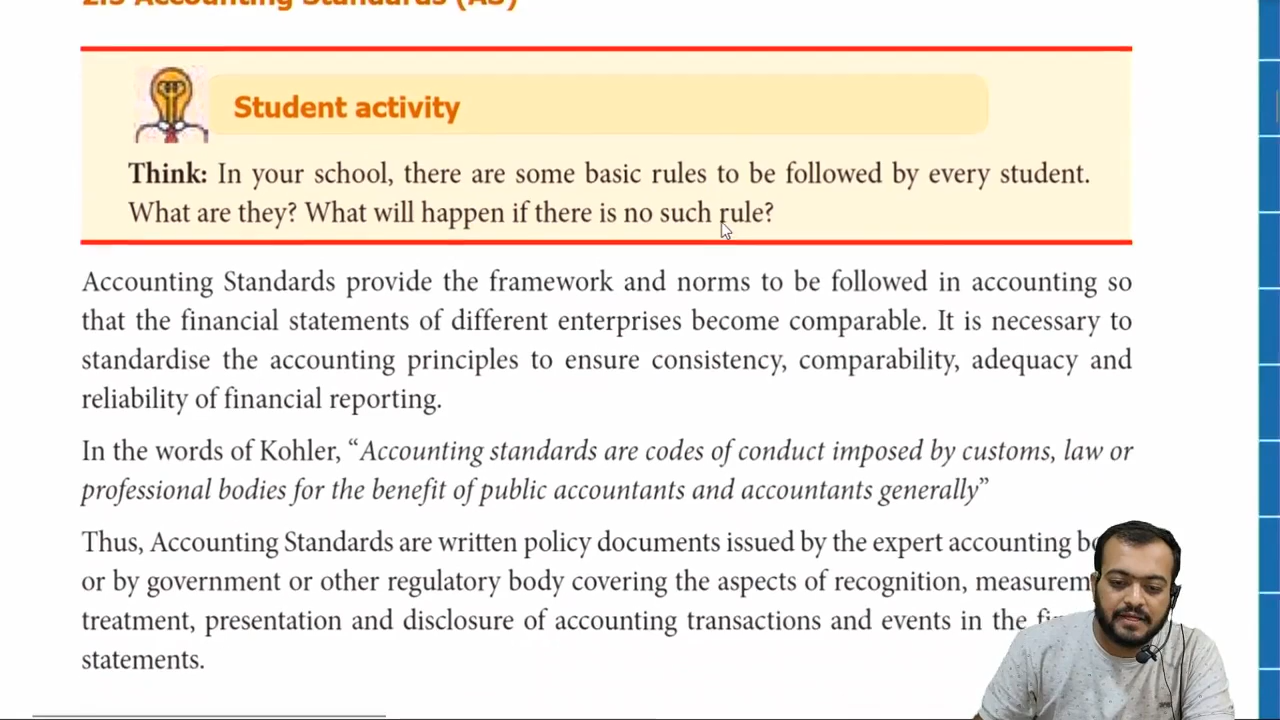 2.5 Accounting Standards (AS)
Student activity
Think: In your school, there are some basic rules to be followed by every student.
What are they? What will happen if there is no such rule?
Accounting Standards provide the framework and norms to be followed in accounting so
that the financial statements of different enterprises become comparable. It is necessary to
standardise the accounting principles to ensure consistency, comparability, adequacy and
reliability of financial reporting.
In the words of Kohler, “Accounting standards are codes of conduct imposed by customs, law or
professional bodies for the benefit of public accountants and accountants generally”
Thus, Accounting Standards are written policy documents issued by the expert accounting
or by government or other regulatory body covering the aspects of recognition,
treatment, presentation and disclosure of accounting transactions and events in the
statements.